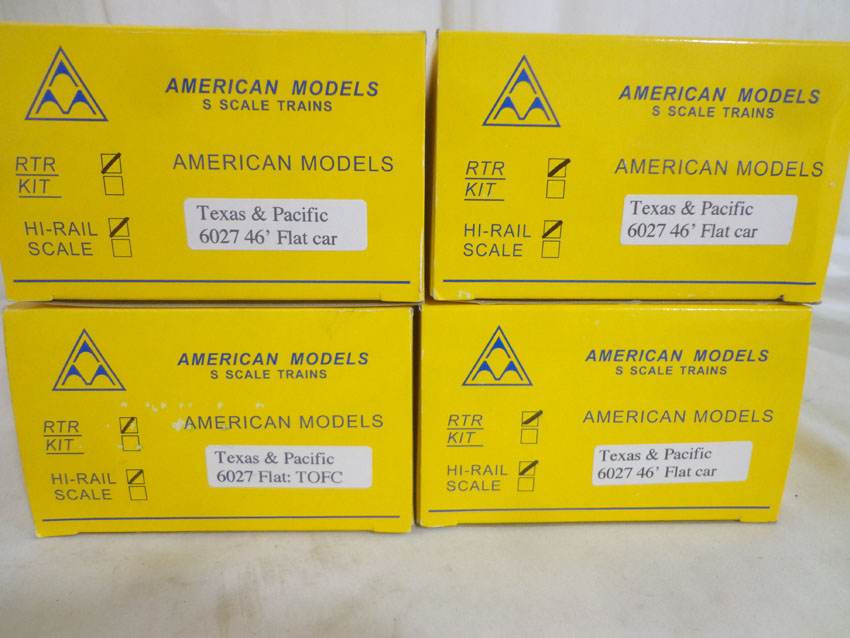 AMERICAN MODELS
S SCALE TRAINS
RTR
KIT
AMERICAN MODELS
HI-RAIL
SCALE
Texas & Pacific
6027 46' Flat car
AMERICAN MODELS
S SCALE TRAINS
RTR
KIT
AMERICAN MODELS
HI-RAIL
SCALE
Texas & Pacific
6027 46' Flat car
AMERICAN MODELS
S SCALE TRAINS
RTR
KIT
AMERICAN MODELS
HI-RAIL
SCALE
Texas & Pacific
6027 Flat: TOFC
AMERICAN MODELS
S SCALE TRAINS
RTR
KIT
AMERICAN MODELS
HI-RAIL
SCALE
Texas & Pacific
6027 46' Flat car